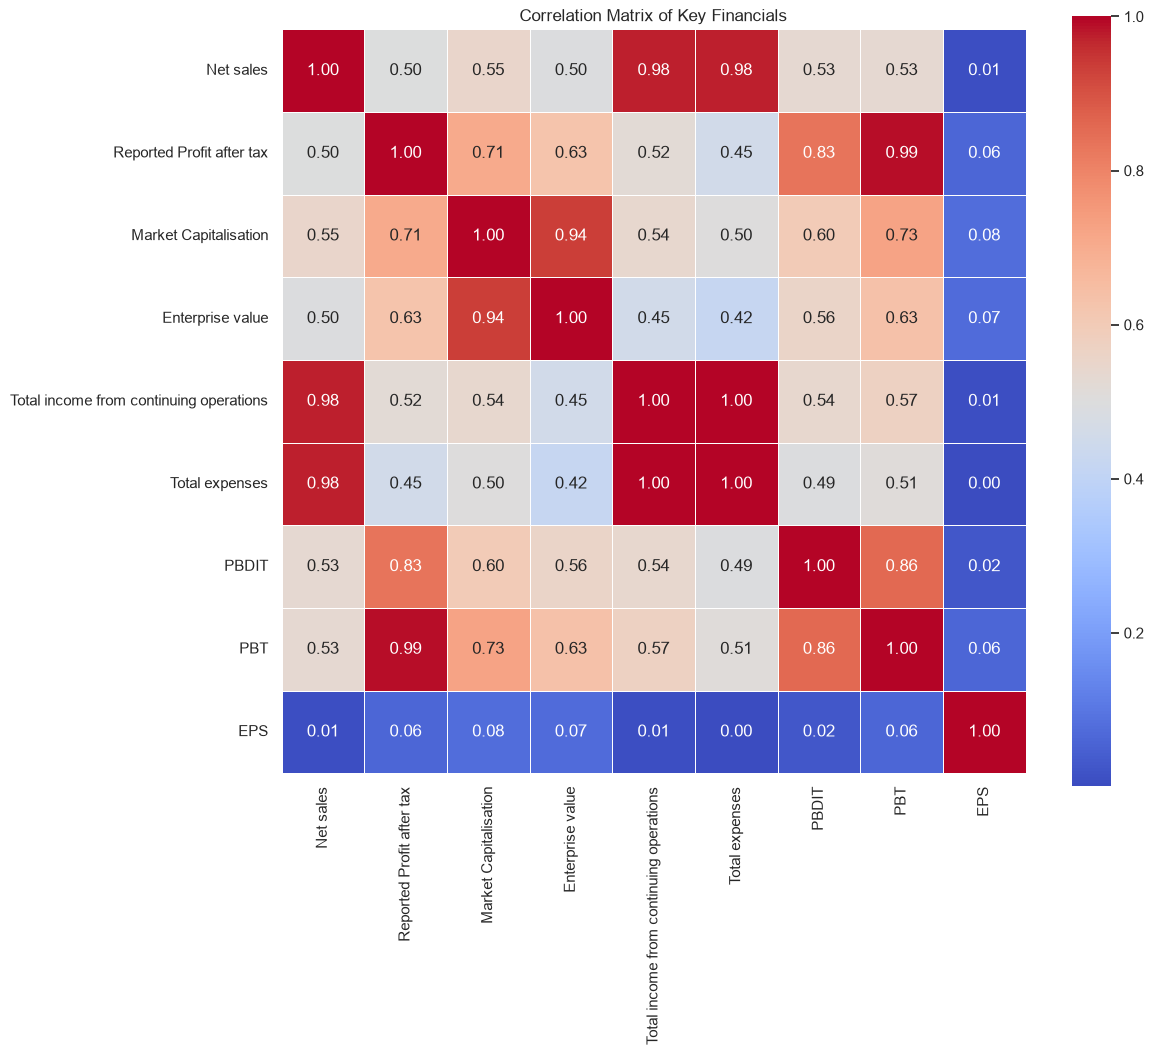 Correlation Matrix of Key Financials
Net sales 1.00 0.50 0.55 0.50 0.98 0.98 0.53 0.53 0.01
Reported Profit after tax 0.50 1.00 0.71 0.63 0.52 0.45 0.83 0.99 0.06
Market Capitalisation 0.55 0.71 1.00 0.94 0.54 0.50 0.60 0.73 0.08
Enterprise value 0.50 0.63 0.94 1.00 0.45 0.42 0.56 0.63 0.07
Total income from continuing operations 0.98 0.52 0.54 0.45 1.00 1.00 0.54 0.57 0.01
Total expenses 0.98 0.45 0.50 0.42 1.00 1.00 0.49 0.51 0.00
PBDIT 0.53 0.83 0.60 0.56 0.54 0.49 1.00 0.86 0.02
PBT 0.53 0.99 0.73 0.63 0.57 0.51 0.86 1.00 0.06
EPS 0.01 0.06 0.08 0.07 0.01 0.00 0.02 0.06 1.00
Net sales
Reported Profit after tax
Market Capitalisation
Enterprise value
Total income from continuing operations
Total expenses
PBDIT
PBT
EPS
1.0
0.8
0.6
0.4
0.2